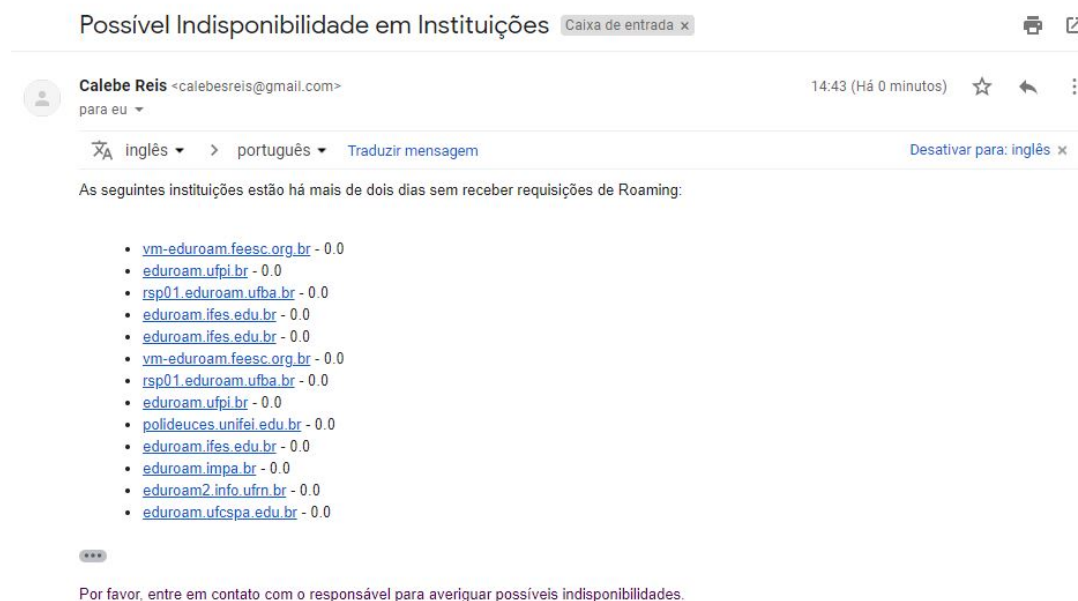 Possível Indisponibilidade em Instituições Caixa de entrada x
Calebe Reis <calebesreis@gmail.com> 14:43 (Há 0 minutos)
para eu
inglês > português Traduzir mensagem Desativar para: inglês x
As seguintes instituições estão há mais de dois dias sem receber requisições de Roaming:
• vm-eduroam.feesc.org.br - 0.0
• eduroam.ufpi.br - 0.0
• rsp01.eduroam.ufba.br - 0.0
• eduroam.ifes.edu.br - 0.0
• eduroam.ifes.edu.br - 0.0
• vm-eduroam.feesc.org.br - 0.0
• rsp01.eduroam.ufba.br - 0.0
• eduroam.ufpi.br - 0.0
• polideuces.unifei.edu.br - 0.0
• eduroam.ifes.edu.br - 0.0
• eduroam.impa.br - 0.0
• eduroam2.info.ufrn.br - 0.0
• eduroam.ufcspa.edu.br - 0.0
Por favor, entre em contato com o responsável para averiguar possíveis indisponibilidades.